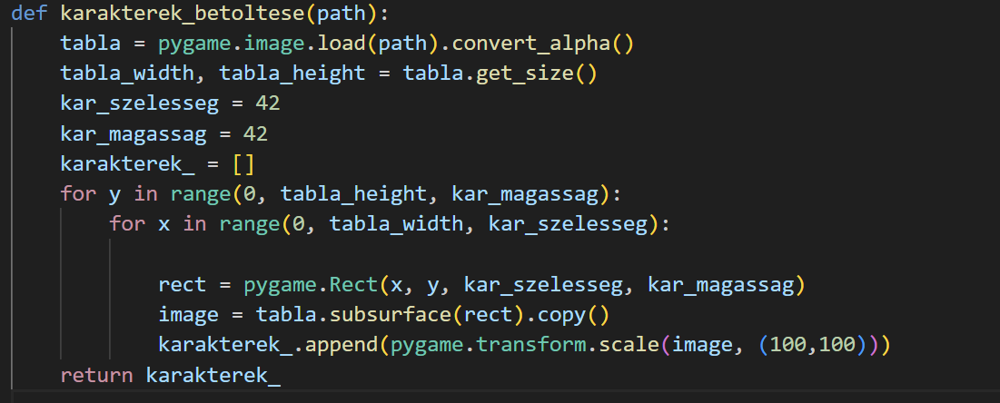 def karakterek_betoltese(path):
    tabla = pygame.image.load(path).convert_alpha()
    tabla_width, tabla_height = tabla.get_size()
    kar_szelesseg = 42
    kar_magassag = 42
    karakterek_ = []
    for y in range(0, tabla_height, kar_magassag):
        for x in range(0, tabla_width, kar_szelesseg):

            rect = pygame.Rect(x, y, kar_szelesseg, kar_magassag)
            image = tabla.subsurface(rect).copy()
            karakterek_.append(pygame.transform.scale(image, (100,100)))
    return karakterek_